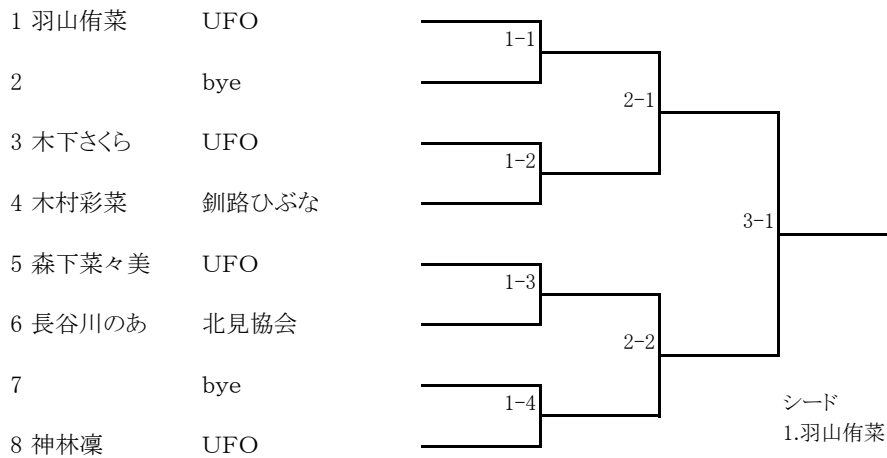 1 羽山侑菜 UFO
1-1
2 bye
2-1
3 木下さくら UFO
1-2
4 木村彩菜 釧路ひぶな
3-1
5 森下菜々美 UFO
1-3
6 長谷川のあ 北見協会
2-2
7 bye
1-4
8 神林凜 UFO
シード
1.羽山侑菜